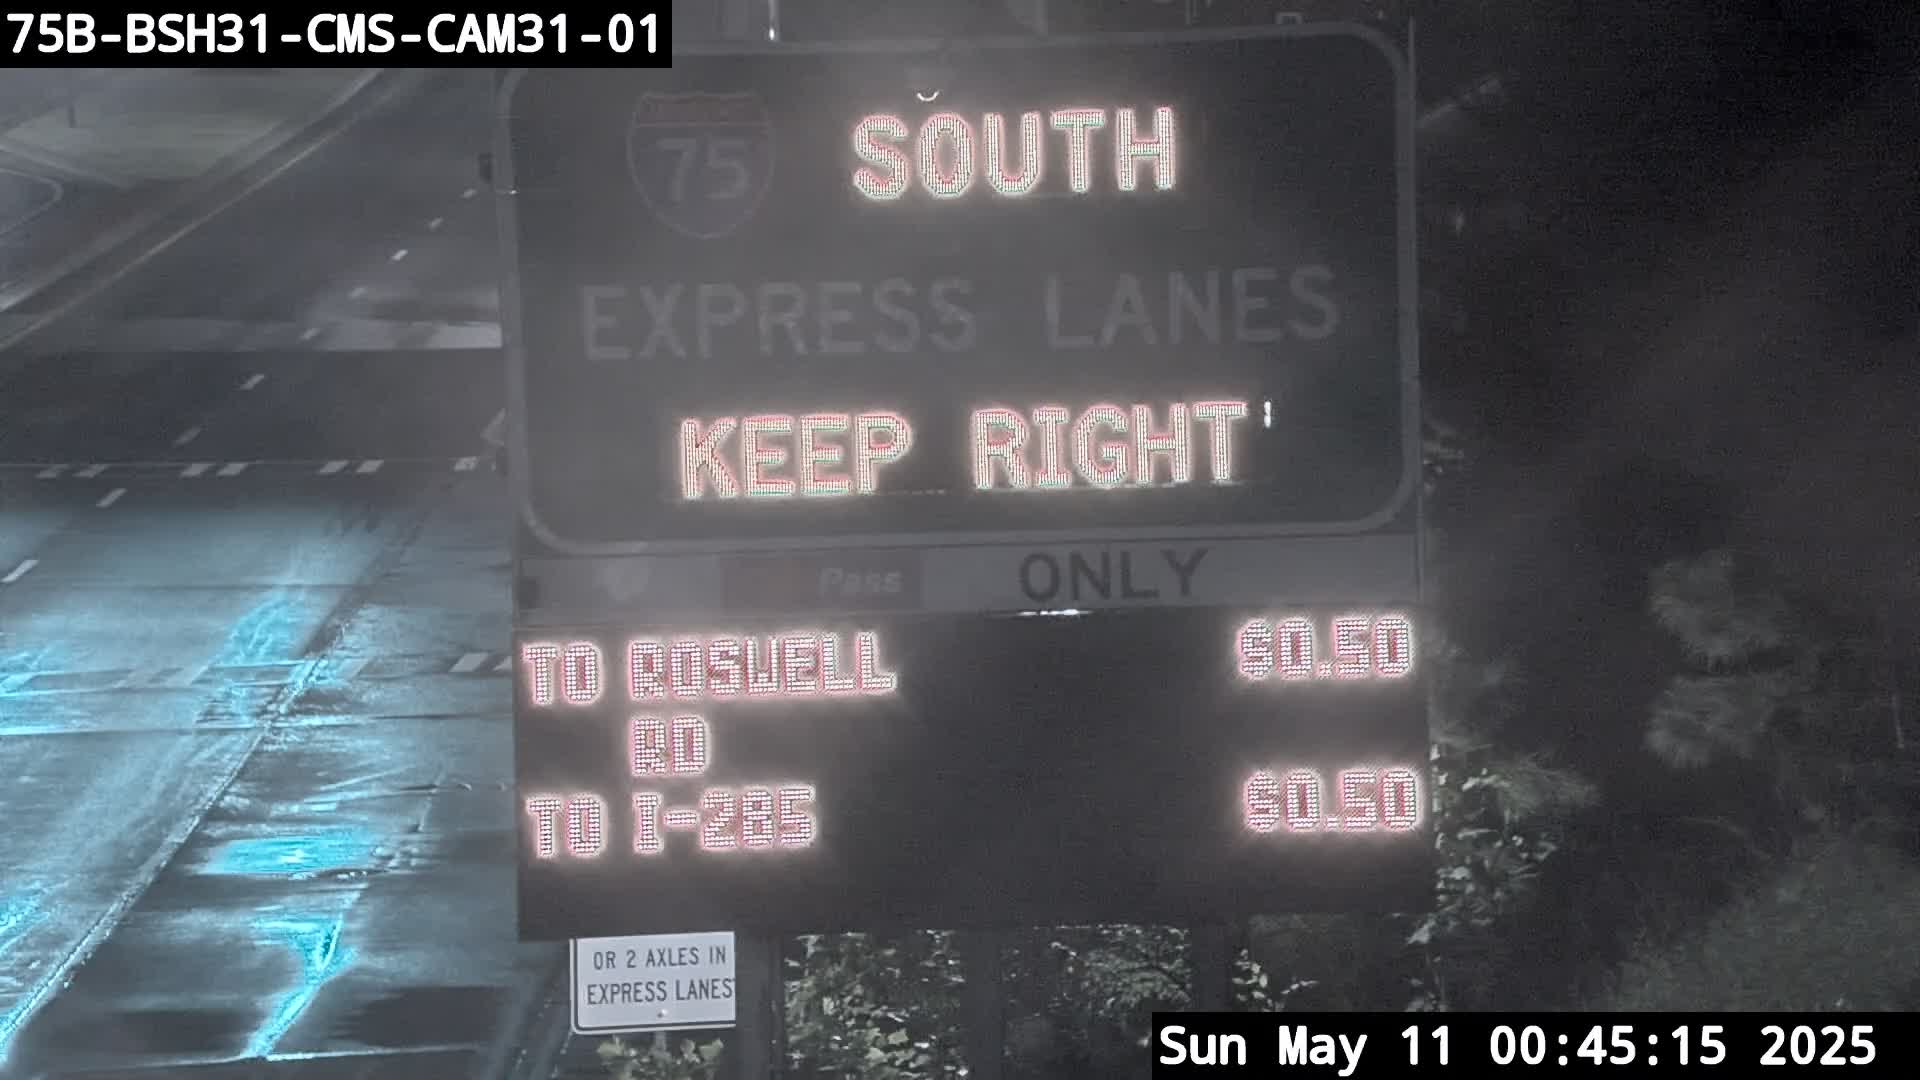 75B-BSH31-CMS-CAM31-01
75 SOUTH
EXPRESS LANES
KEEP RIGHT
Pass ONLY
TO ROSWELL $0.50
RD
TO I-285 $0.50
OR 2 AXLES IN
EXPRESS LANES
Sun May 11 00:45:15 2025